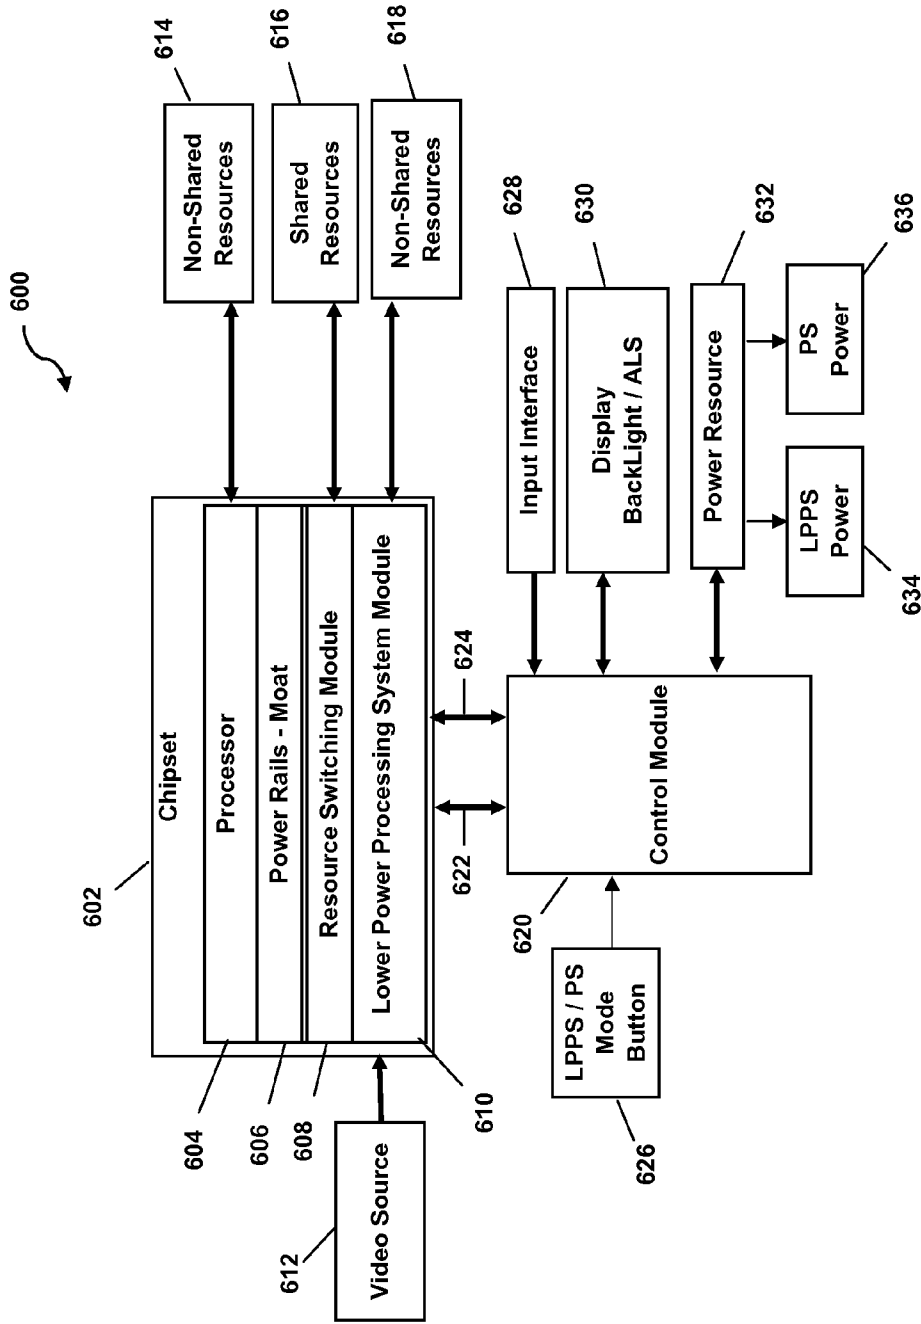 600
602
Chipset
Processor
Power Rails - Moat
Resource Switching Module
Lower Power Processing System Module
604
606
608
610
612
Video Source
614
Non-Shared
Resources
616
Shared
Resources
618
Non-Shared
Resources
622
624
620
Control Module
626
LPPS / PS
Mode
Button
628
Input Interface
630
Display
BackLight / ALS
632
Power Resource
634
LPPS
Power
636
PS
Power